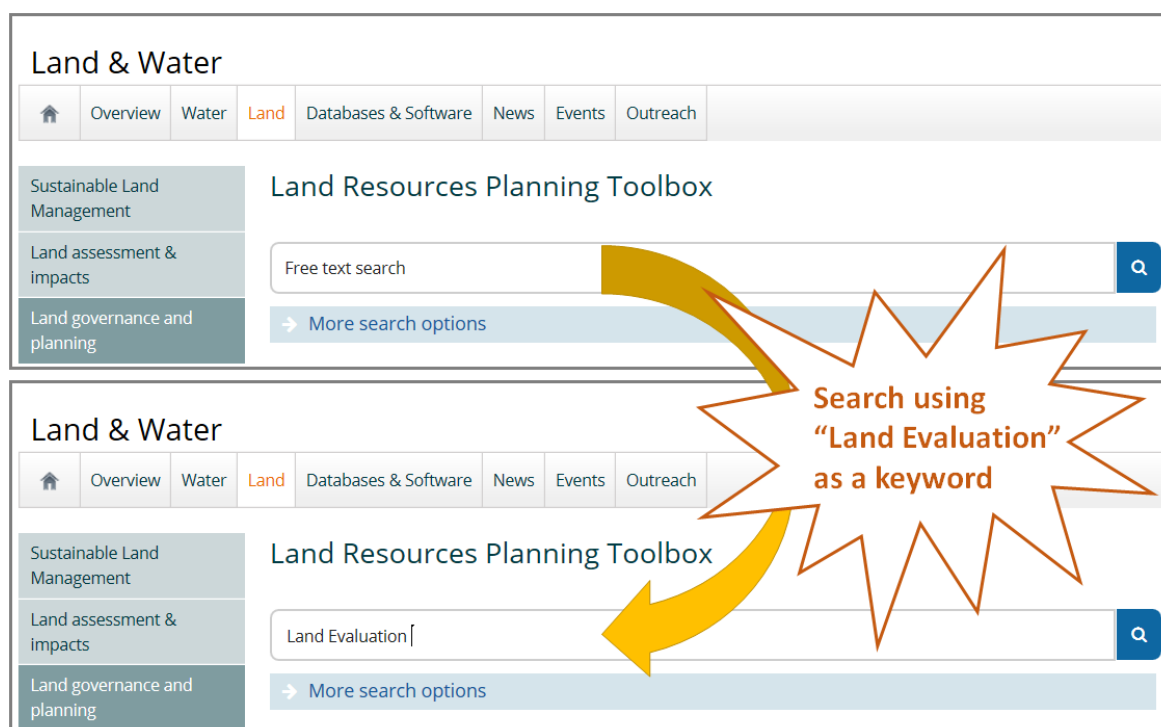 Land & Water
Overview Water Land Databases & Software News Events Outreach
Sustainable Land
Management
Land assessment &
impacts
Land governance and
planning
Land Resources Planning Toolbox
Free text search
More search options
Search using
“Land Evaluation”
as a keyword
Land & Water
Overview Water Land Databases & Software News Events Outreach
Sustainable Land
Management
Land assessment &
impacts
Land governance and
planning
Land Resources Planning Toolbox
Land Evaluation
More search options